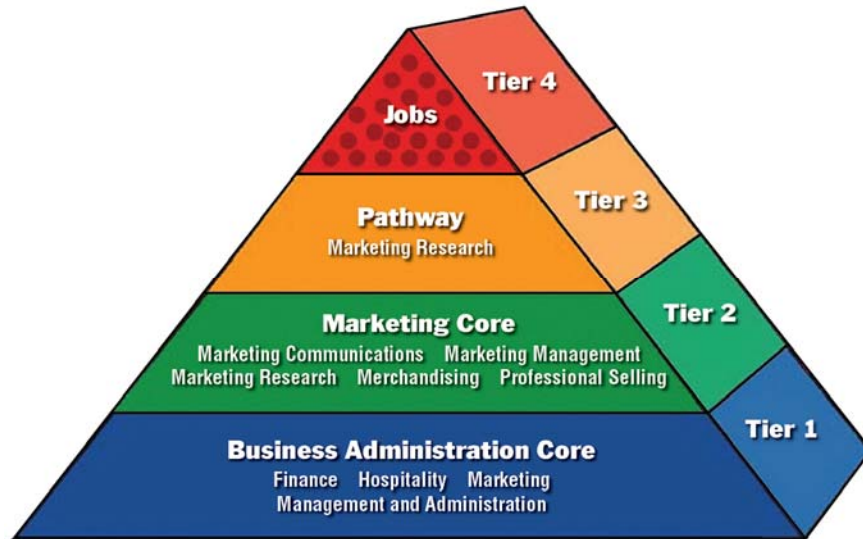 Jobs
Tier 4
Pathway
Marketing Research
Tier 3
Marketing Core
Marketing Communications Marketing Management
Marketing Research Merchandising Professional Selling
Tier 2
Business Administration Core
Finance Hospitality Marketing
Management and Administration
Tier 1